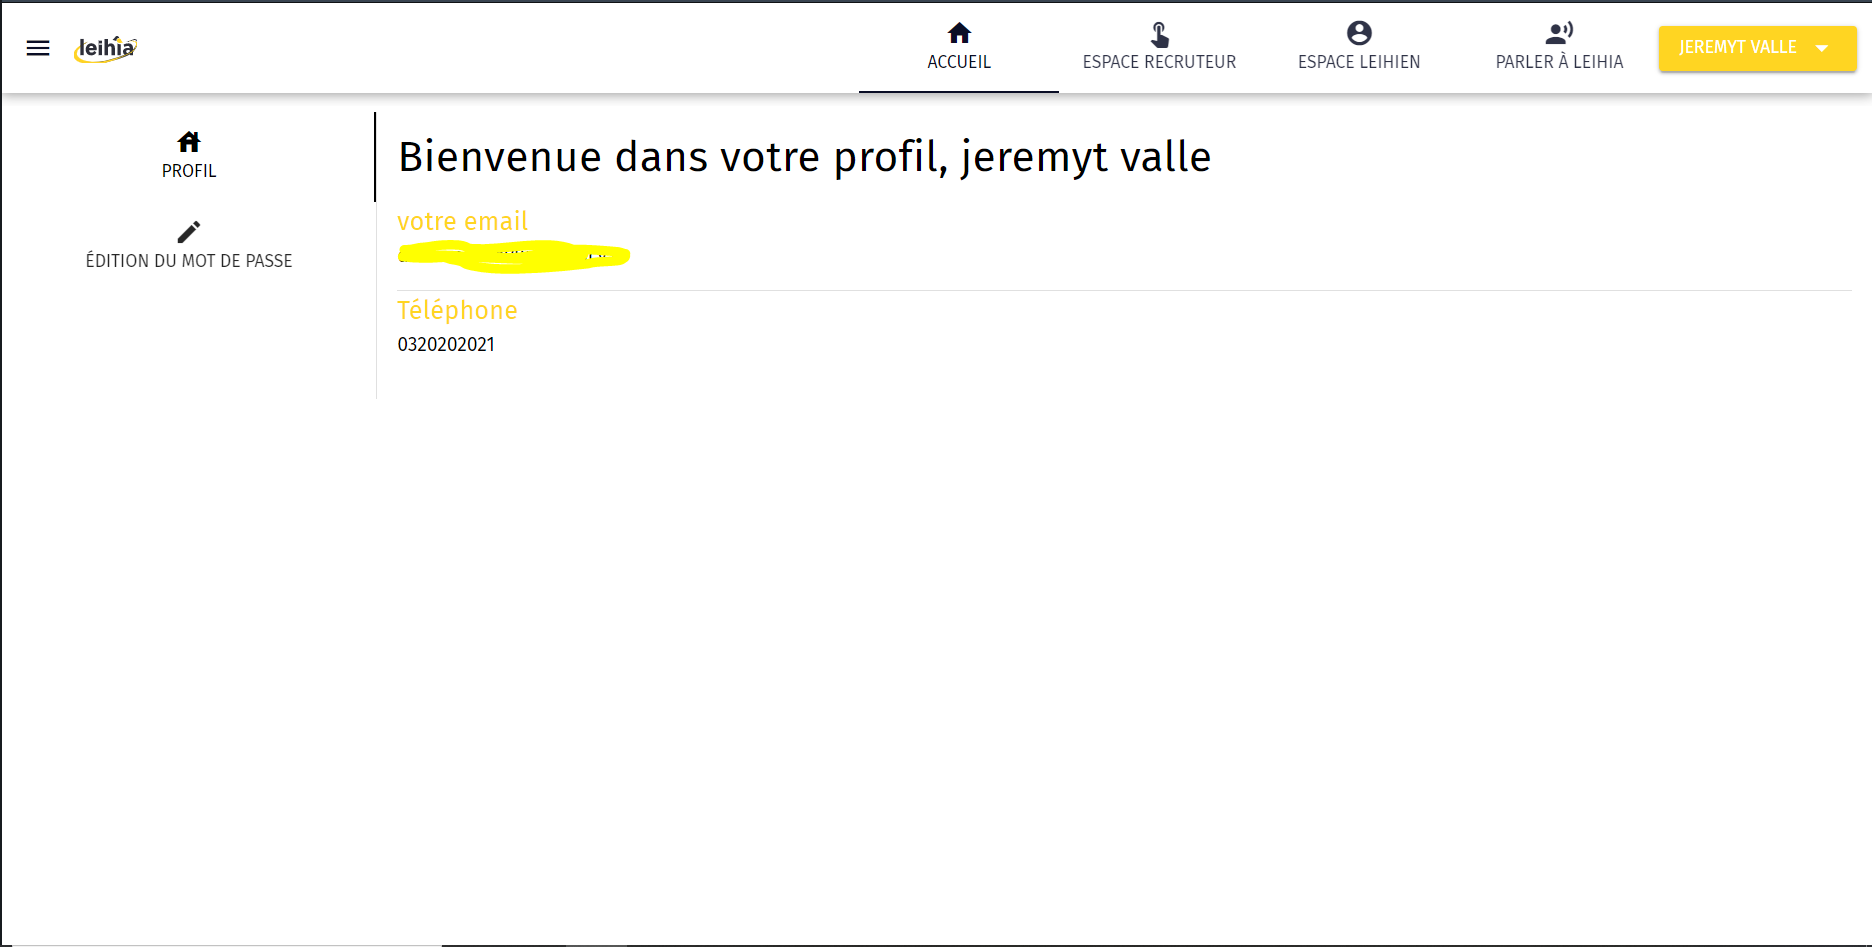 leihia
ACCUEIL
ESPACE RECRUTEUR
ESPACE LEIHIEN
PARLER À LEIHIA
JEREMYT VALLE
PROFIL
ÉDITION DU MOT DE PASSE
Bienvenue dans votre profil, jeremyt valle
votre email
Téléphone
0320202021